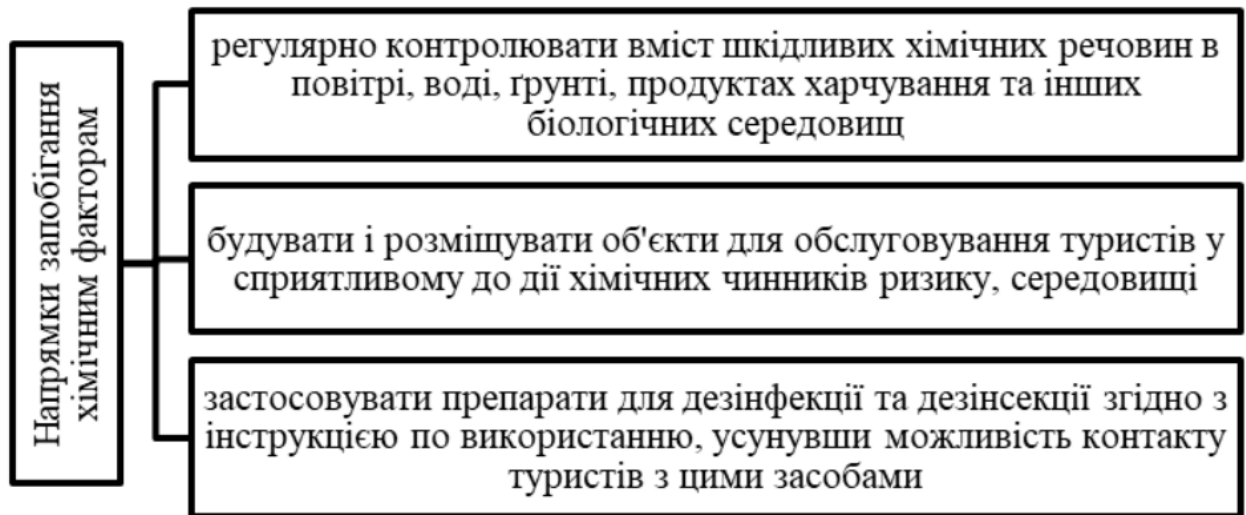 Напрямки запобігання
хімічним факторам
регулярно контролювати вміст шкідливих хімічних речовин в
повітрі, воді, ґрунті, продуктах харчування та інших
біологічних середовищ
будувати і розміщувати об'єкти для обслуговування туристів у
сприятливому до дії хімічних чинників ризику, середовищі
застосовувати препарати для дезінфекції та дезінсекції згідно з
інструкцією по використанню, усунувши можливість контакту
туристів з цими засобами